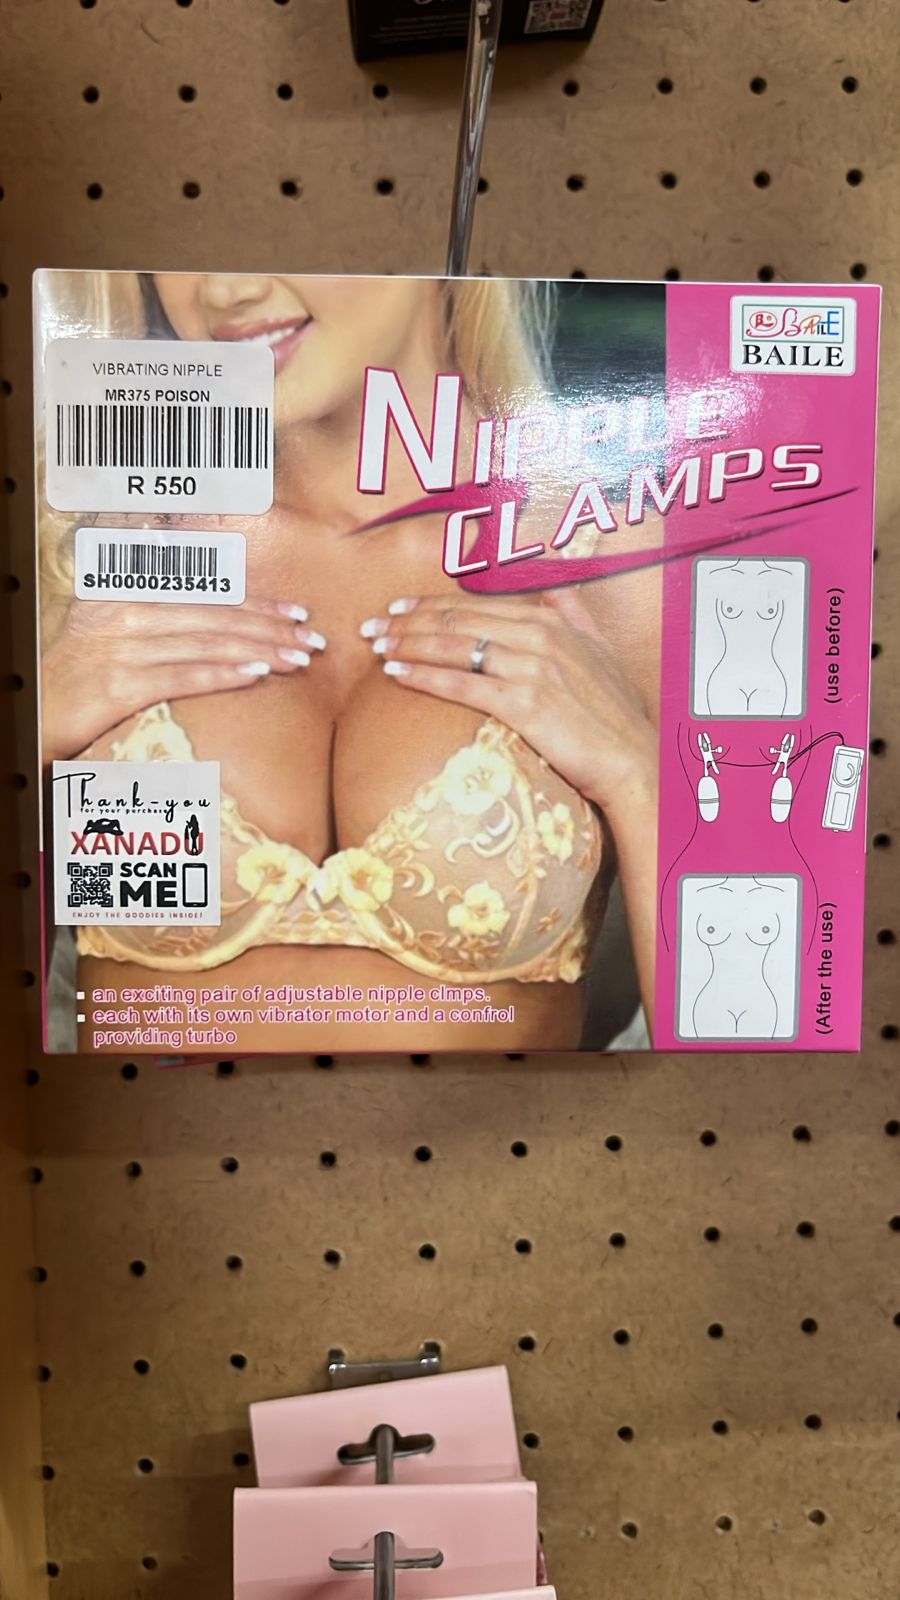 BAILE
BAILE
VIBRATING NIPPLE
MR375 POISON
R 550
SH0000235413
NIPPLE
CLAMPS
(use before)
Thank-you
for your purchase
XANADU
SCAN
ME
ENJOY THE GOODIES INSIDE!
(After the use)
an exciting pair of adjustable nipple clmps.
each with its own vibrator motor and a confrol
providing turbo